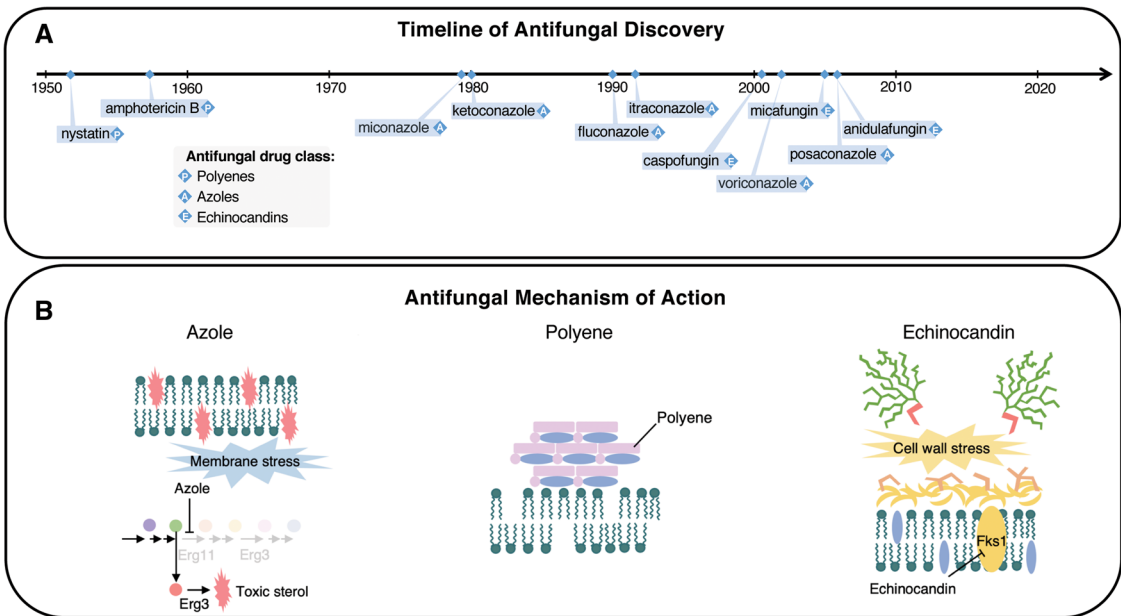 A
Timeline of Antifungal Discovery
1950
1960
1970
1980
1990
2000
2010
2020
nystatin P
amphotericin B P
miconazole A
ketoconazole A
fluconazole A
itraconazole A
caspofungin E
voriconazole A
micafungin E
posaconazole A
anidulafungin E
Antifungal drug class:
P Polyenes
A Azoles
E Echinocandins
B
Antifungal Mechanism of Action
Azole
Membrane stress
Azole
Erg11
Erg3
Erg3
Toxic sterol
Polyene
Polyene
Echinocandin
Cell wall stress
Fks1
Echinocandin